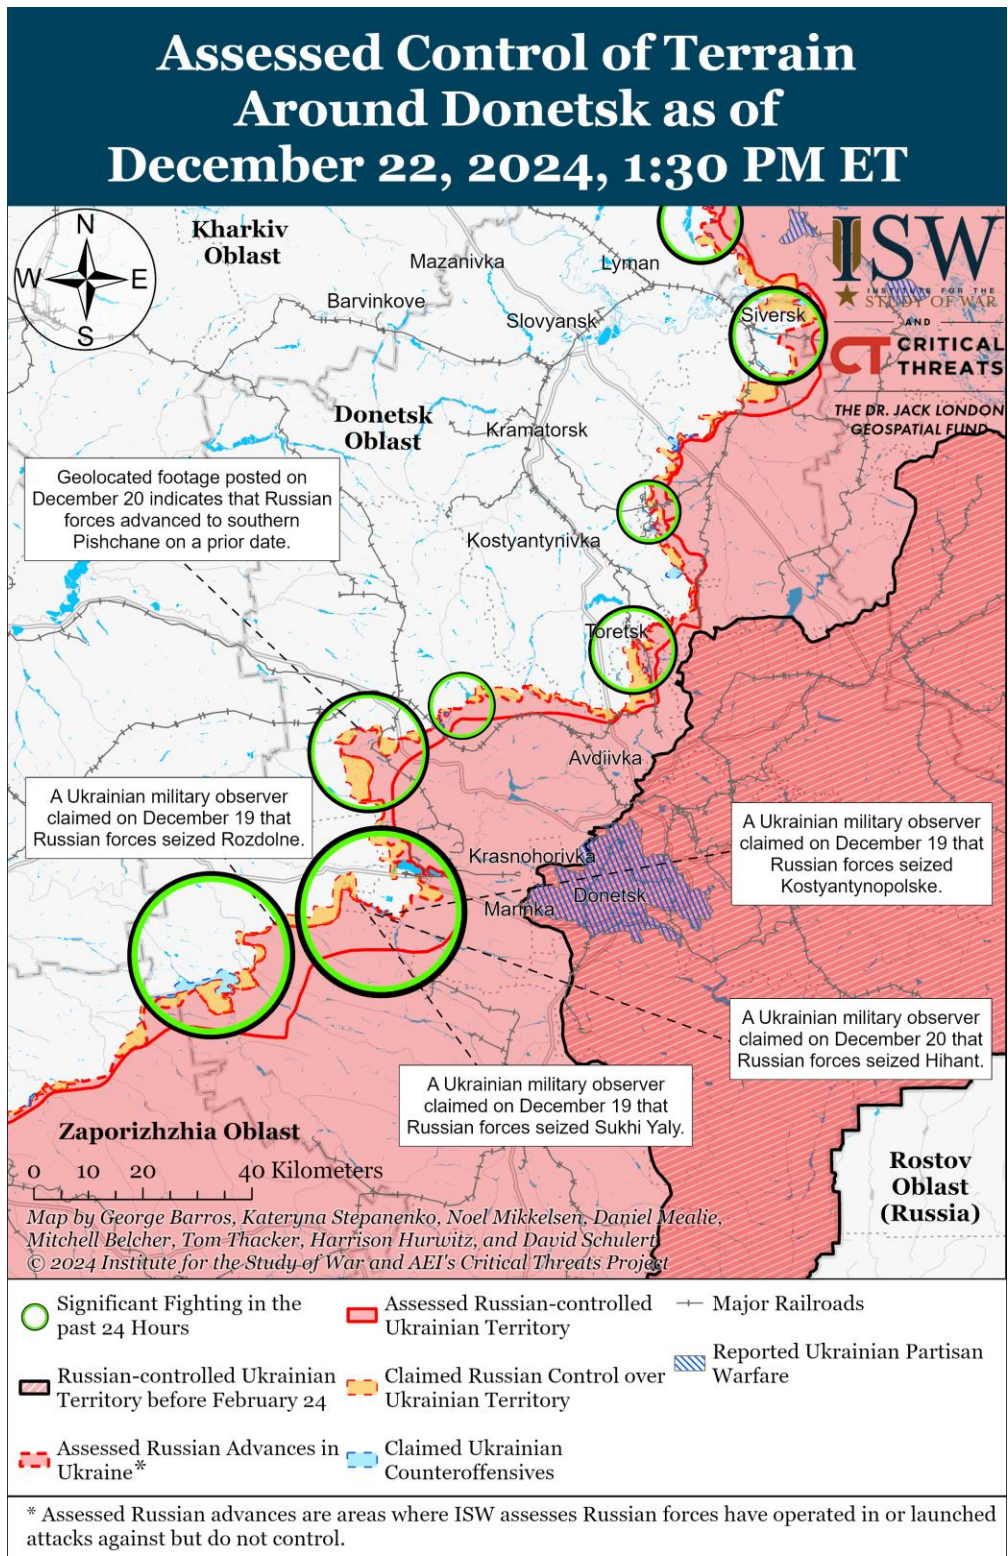 Assessed Control of Terrain
Around Donetsk as of
December 22, 2024, 1:30 PM ET
N
W
E
S
Kharkiv
Oblast
Mazanivka
Lyman
Barvinkove
Slovyansk
Siversk
ISW
INSTITUTE FOR THE
STUDY OF WAR
AND
CT CRITICAL
THREATS
THE DR. JACK LONDON
GEOSPATIAL FUND
Donetsk
Oblast
Kramatorsk
Geolocated footage posted on
December 20 indicates that Russian
forces advanced to southern
Pishchane on a prior date.
Kostyantynivka
Toretsk
Avdiivka
A Ukrainian military observer
claimed on December 19 that
Russian forces seized Rozdolne.
A Ukrainian military observer
claimed on December 19 that
Russian forces seized
Kostyantynopolske.
Krasnohorivka
Marinka
Donetsk
A Ukrainian military observer
claimed on December 20 that
Russian forces seized Hihant.
A Ukrainian military observer
claimed on December 19 that
Russian forces seized Sukhi Yaly.
Zaporizhzhia Oblast
Rostov
Oblast
(Russia)
0 10 20 40 Kilometers
Map by George Barros, Kateryna Stepanenko, Noel Mikkelsen, Daniel Mealie,
Mitchell Belcher, Tom Thacker, Harrison Hurwitz, and David Schulert
© 2024 Institute for the Study of War and AEI's Critical Threats Project
Significant Fighting in the
past 24 Hours
Russian-controlled Ukrainian
Territory before February 24
Assessed Russian Advances in
Ukraine*
Assessed Russian-controlled
Ukrainian Territory
Claimed Russian Control over
Ukrainian Territory
Claimed Ukrainian
Counteroffensives
Major Railroads
Reported Ukrainian Partisan
Warfare
* Assessed Russian advances are areas where ISW assesses Russian forces have operated in or launched
attacks against but do not control.